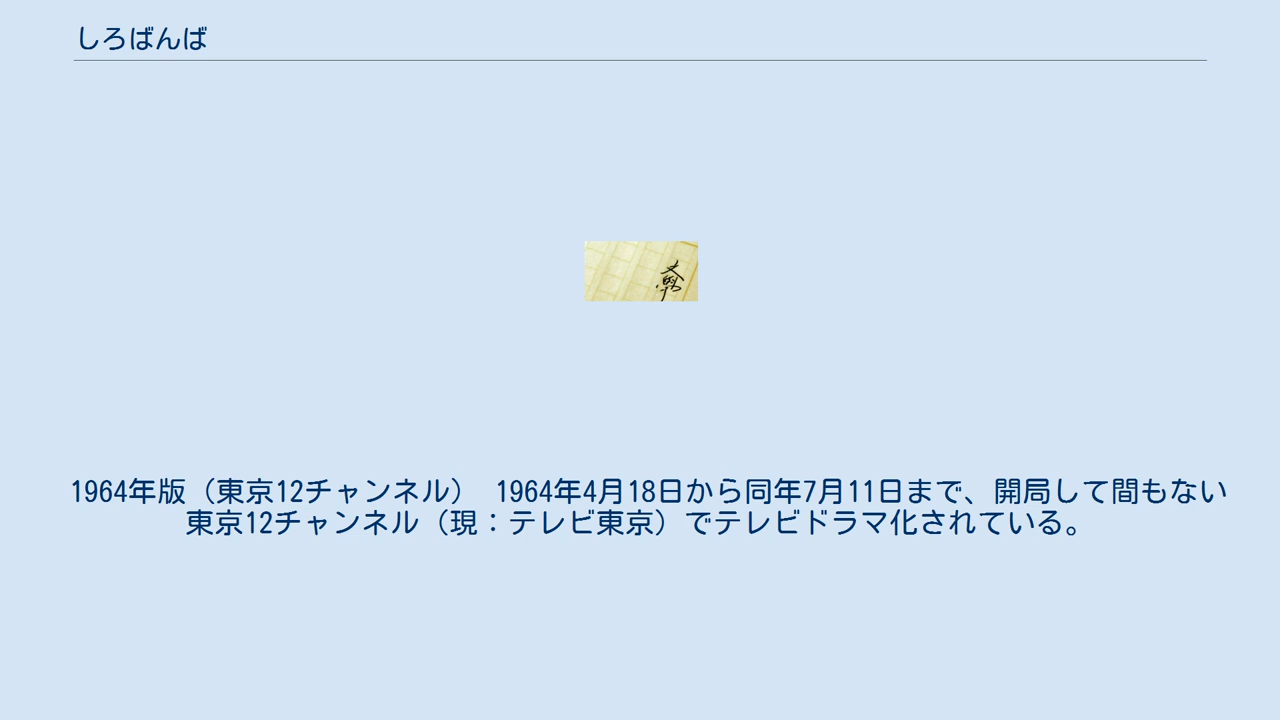 しろばんば
1964年版（東京12チャンネル）　1964年4月18日から同年7月11日まで、開局して間もない
東京12チャンネル（現：テレビ東京）でテレビドラマ化されている。